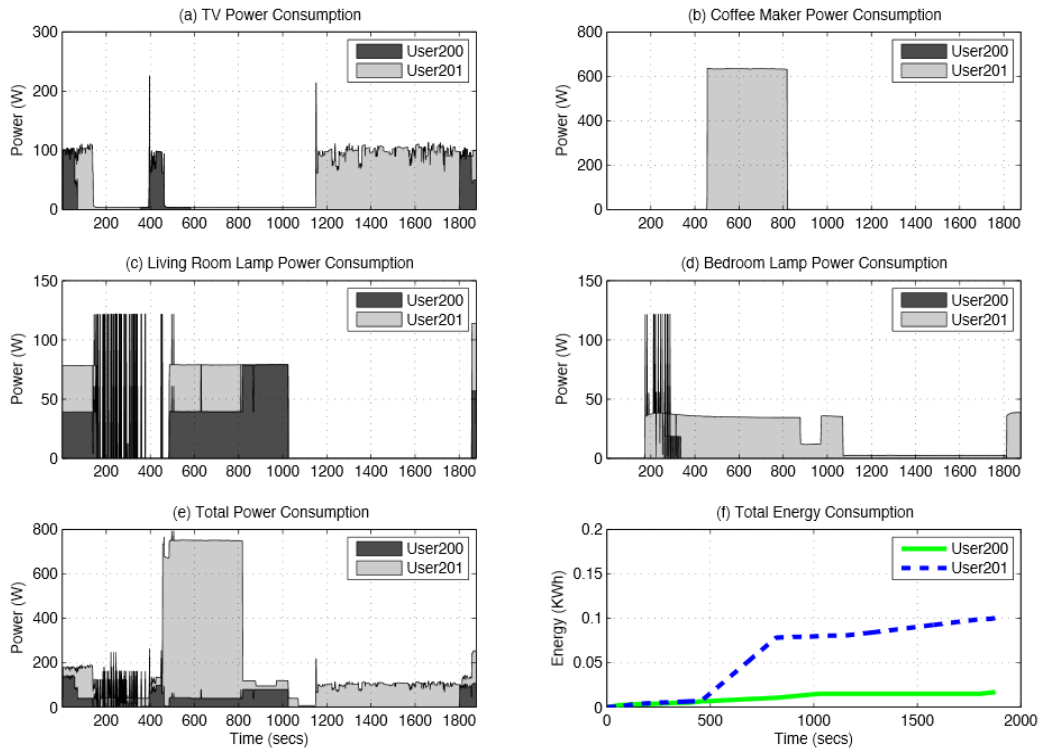 (a) TV Power Consumption
300
200
100
0
Power (W)
200 400 600 800 1000 1200 1400 1600 1800
User200
User201
(b) Coffee Maker Power Consumption
800
600
400
200
0
Power (W)
200 400 600 800 1000 1200 1400 1600 1800
User200
User201
(c) Living Room Lamp Power Consumption
150
100
50
0
Power (W)
200 400 600 800 1000 1200 1400 1600 1800
User200
User201
(d) Bedroom Lamp Power Consumption
150
100
50
0
Power (W)
200 400 600 800 1000 1200 1400 1600 1800
User200
User201
(e) Total Power Consumption
800
600
400
200
0
Power (W)
200 400 600 800 1000 1200 1400 1600 1800
Time (secs)
User200
User201
(f) Total Energy Consumption
0.2
0.15
0.1
0.05
0
Energy (KWh)
0 500 1000 1500 2000
Time (secs)
User200
User201